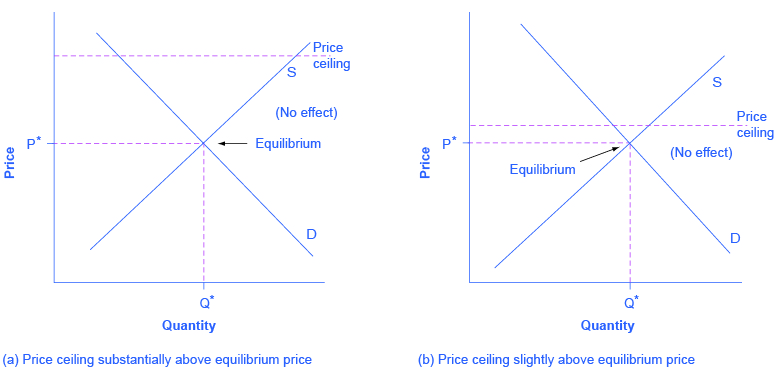 Price
ceiling
S
(No effect)
P*
Equilibrium
Price
D
Q*
Quantity
(a) Price ceiling substantially above equilibrium price
S
Price
ceiling
P*
(No effect)
Equilibrium
Price
D
Q*
Quantity
(b) Price ceiling slightly above equilibrium price